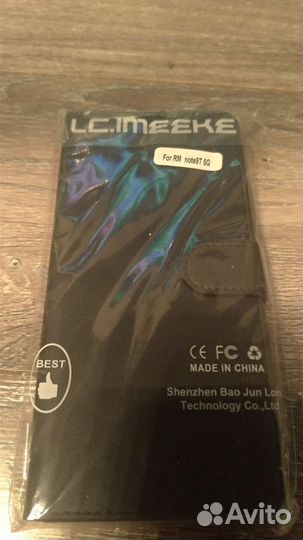 LC.IMEEKE
For RM note9T 5G
BEST
CE FC
MADE IN CHINA
Shenzhen Bao Jun Lon
Technology Co.,Ltd
Avito